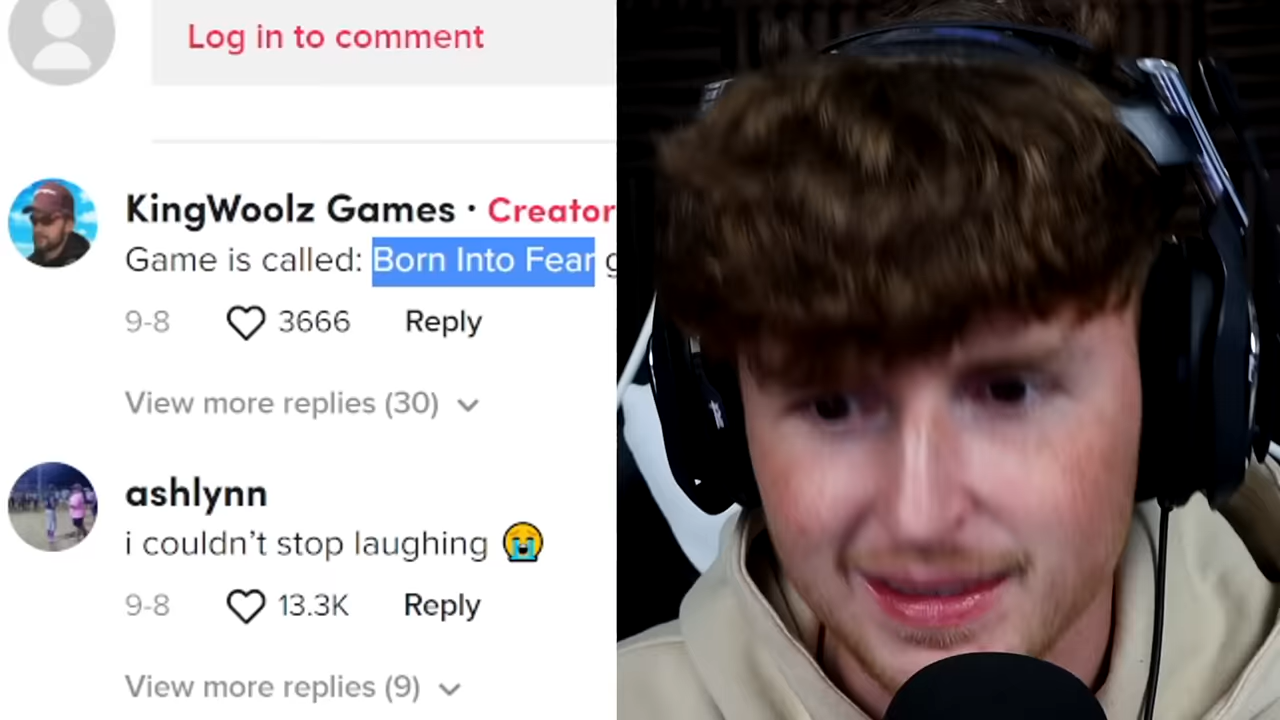 Log in to comment
KingWoolz Games · Creator
Game is called: Born Into Fear g
9-8 3666 Reply
View more replies (30)
ashlynn
i couldn't stop laughing 😭
9-8 13.3K Reply
View more replies (9)